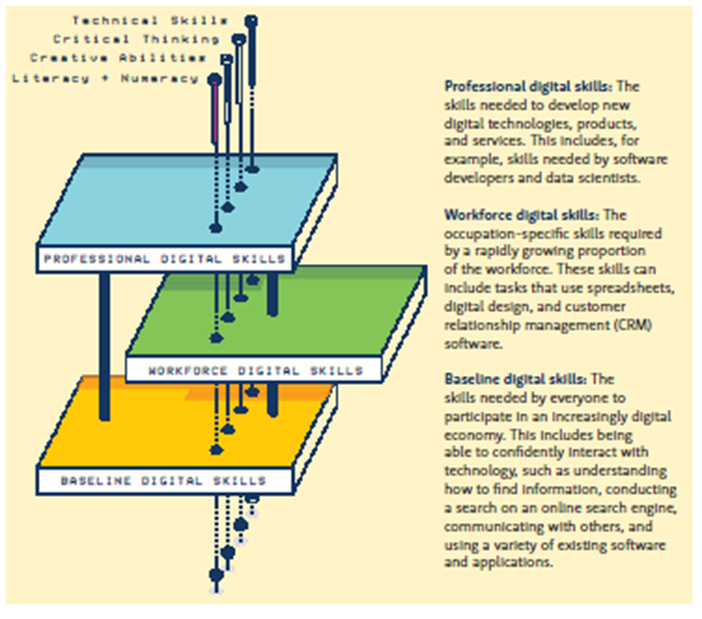 Technical Skills
Critical Thinking
Creative Abilities
Literacy + Numeracy
PROFESSIONAL DIGITAL SKILLS
WORKFORCE DIGITAL SKILLS
BASELINE DIGITAL SKILLS
Professional digital skills: The
skills needed to develop new
digital technologies, products,
and services. This includes, for
example, skills needed by software
developers and data scientists.
Workforce digital skills: The
occupation-specific skills required
by a rapidly growing proportion
of the workforce. These skills can
include tasks that use spreadsheets,
digital design, and customer
relationship management (CRM)
software.
Baseline digital skills: The
skills needed by everyone to
participate in an increasingly digital
economy. This includes being
able to confidently interact with
technology, such as understanding
how to find information, conducting
a search on an online search engine,
communicating with others, and
using a variety of existing software
and applications.